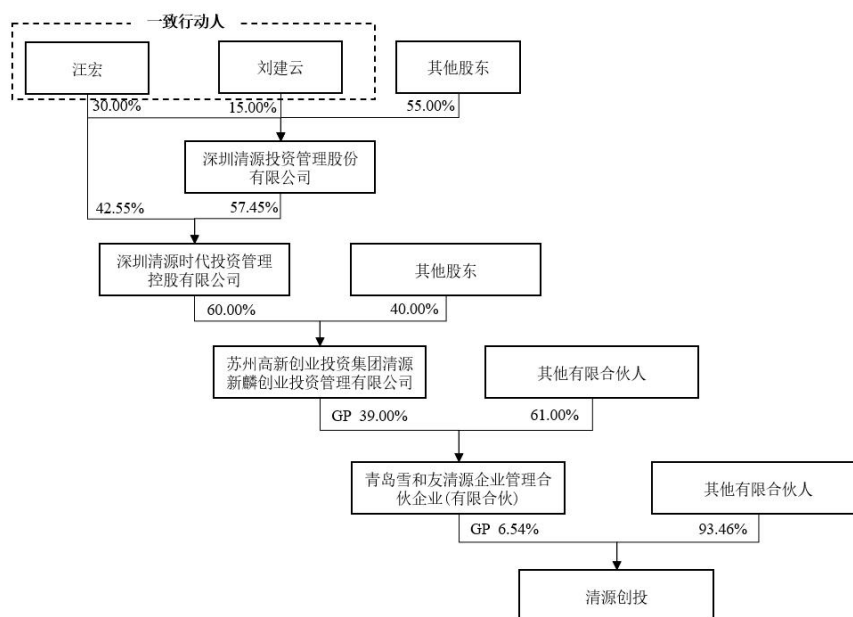 一致行动人
汪宏
刘建云
其他股东
30.00%
15.00%
55.00%
深圳清源投资管理股份
有限公司
42.55%
57.45%
深圳清源时代投资管理
控股有限公司
其他股东
60.00%
40.00%
苏州高新创业投资集团清源
新麟创业投资管理有限公司
其他有限合伙人
GP 39.00%
61.00%
青岛雪和友清源企业管理合
伙企业(有限合伙)
其他有限合伙人
GP 6.54%
93.46%
清源创投